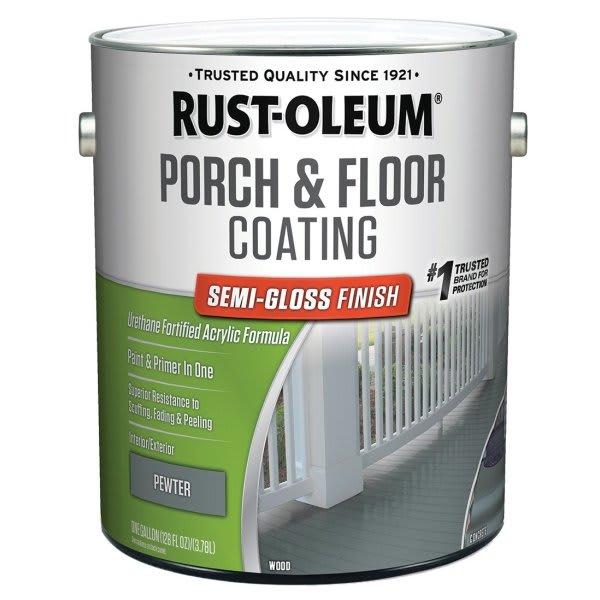 • TRUSTED QUALITY SINCE 1921 •
RUST-OLEUM®
PORCH & FLOOR
COATING
SEMI-GLOSS FINISH
#1 TRUSTED
BRAND FOR
PROTECTION
Urethane Fortified Acrylic Formula
Paint & Primer In One
Superior Resistance to
Scuffing, Fading & Peeling
Interior/Exterior
PEWTER
ONE GALLON (128 FL OZ)/(3.78L)
WOOD
CONCRETE